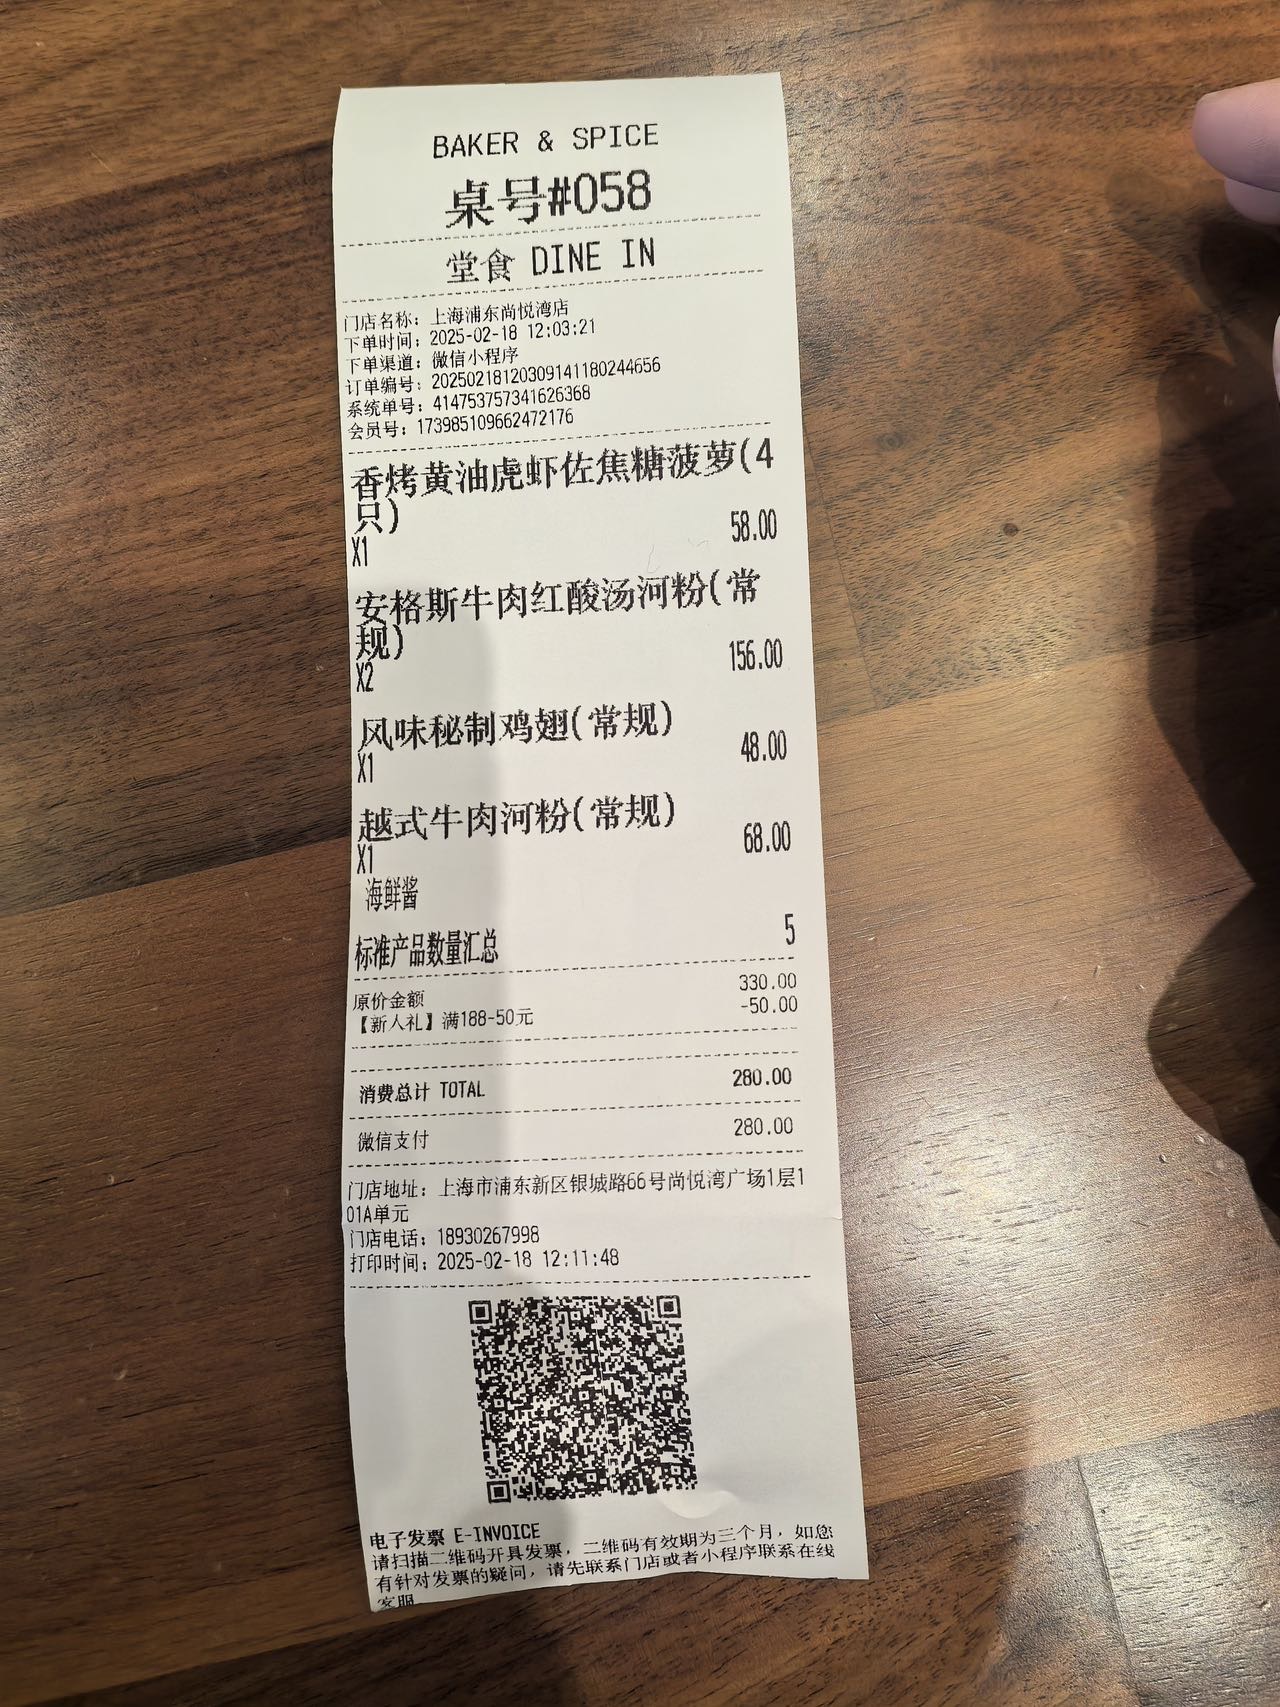 BAKER & SPICE
桌号#058
堂食 DINE IN
门店名称：上海浦东尚悦湾店
下单时间：2025-02-18 12:03:21
下单渠道：微信小程序
订单编号：20250218120309141180244656
系统单号：414753757341626368
会员号：173985109662472176
香烤黄油虎虾佐焦糖菠萝(4
只)
X1 58.00
安格斯牛肉红酸汤河粉(常
规)
X2 156.00
风味秘制鸡翅(常规)
X1 48.00
越式牛肉河粉(常规)
X1 68.00
海鲜酱
标准产品数量汇总 5
原价金额 330.00
【新人礼】满188-50元 -50.00
消费总计 TOTAL 280.00
微信支付 280.00
门店地址：上海市浦东新区银城路66号尚悦湾广场1层1
01A单元
门店电话：18930267998
打印时间：2025-02-18 12:11:48
电子发票 E-INVOICE
请扫描二维码开具发票，二维码有效期为三个月，如您
有针对发票的疑问，请先联系门店或者小程序联系在线
客服